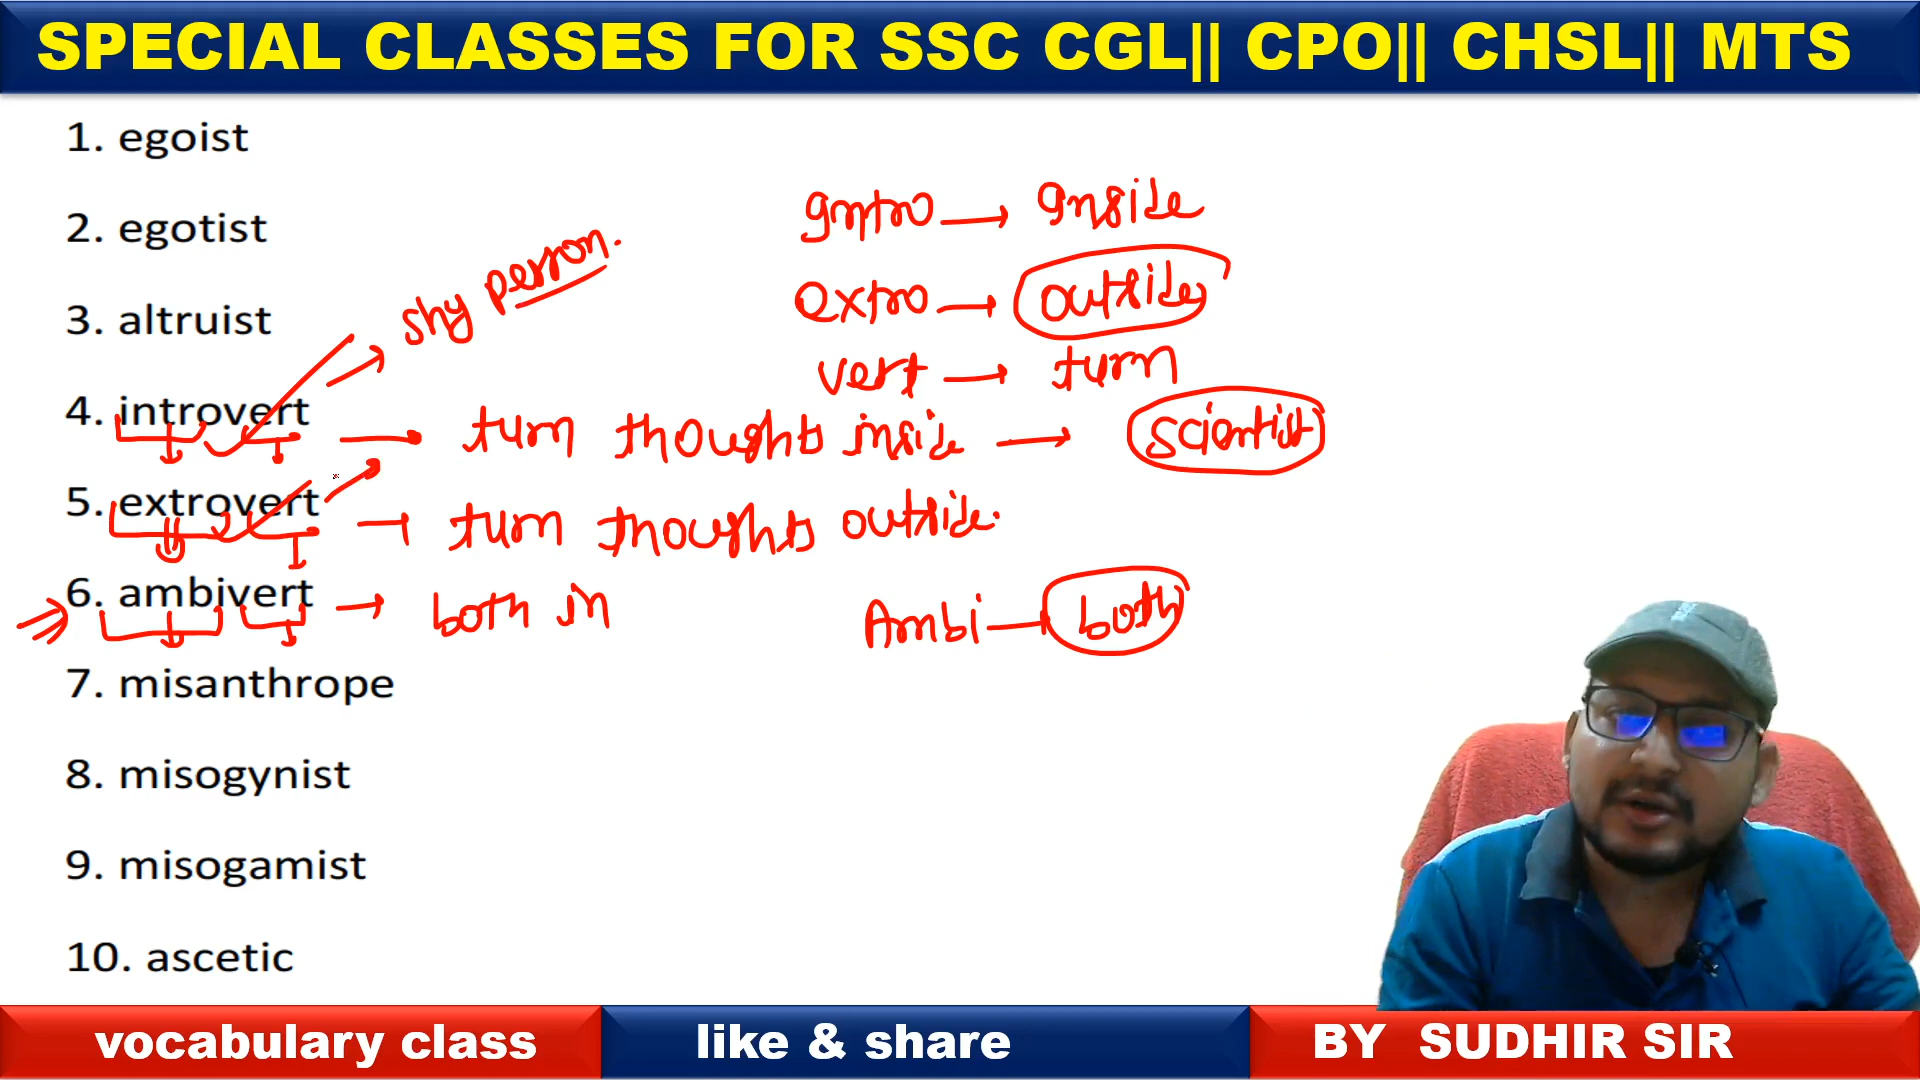 SPECIAL CLASSES FOR SSC CGL|| CPO|| CHSL|| MTS
1. egoist
2. egotist
3. altruist
shy person.
Intro → Inside
extro → outside
vert → turn
4. introvert → turn thoughts inside → scientist
5. extrovert → turn thoughts outside.
6. ambivert → both in
Ambi → both
7. misanthrope
8. misogynist
9. misogamist
10. ascetic
vocabulary class
like & share
BY SUDHIR SIR